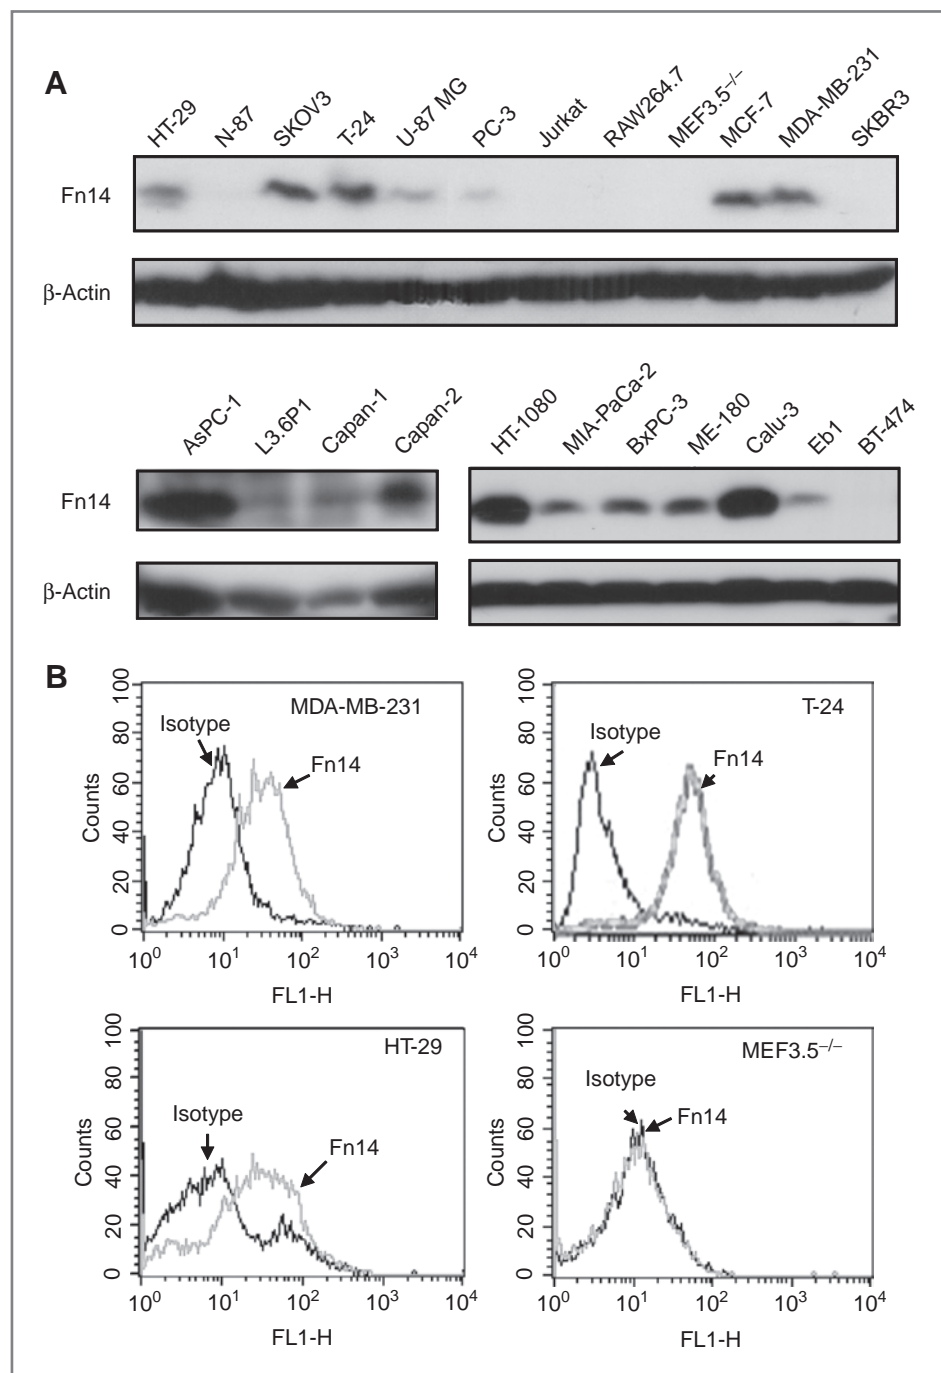 A
HT-29 N-87 SKOV3 T-24 U-87 MG PC-3 Jurkat RAW264.7 MEF3.5–/– MCF-7 MDA-MB-231 SKBR3
Fn14
β-Actin
AsPC-1 L3.6P1 Capan-1 Capan-2 HT-1080 MIA-PaCa-2 BxPC-3 ME-180 Calu-3 Eb1 BT-474
Fn14
β-Actin
B
MDA-MB-231
Isotype
Fn14
Counts
100
80
60
40
20
0
10⁰ 10¹ 10² 10³ 10⁴
FL1-H
T-24
Isotype
Fn14
Counts
100
80
60
40
20
0
10⁰ 10¹ 10² 10³ 10⁴
FL1-H
HT-29
Isotype
Fn14
Counts
100
80
60
40
20
0
10⁰ 10¹ 10² 10³ 10⁴
FL1-H
MEF3.5–/–
Isotype
Fn14
Counts
100
80
60
40
20
0
10⁰ 10¹ 10² 10³ 10⁴
FL1-H